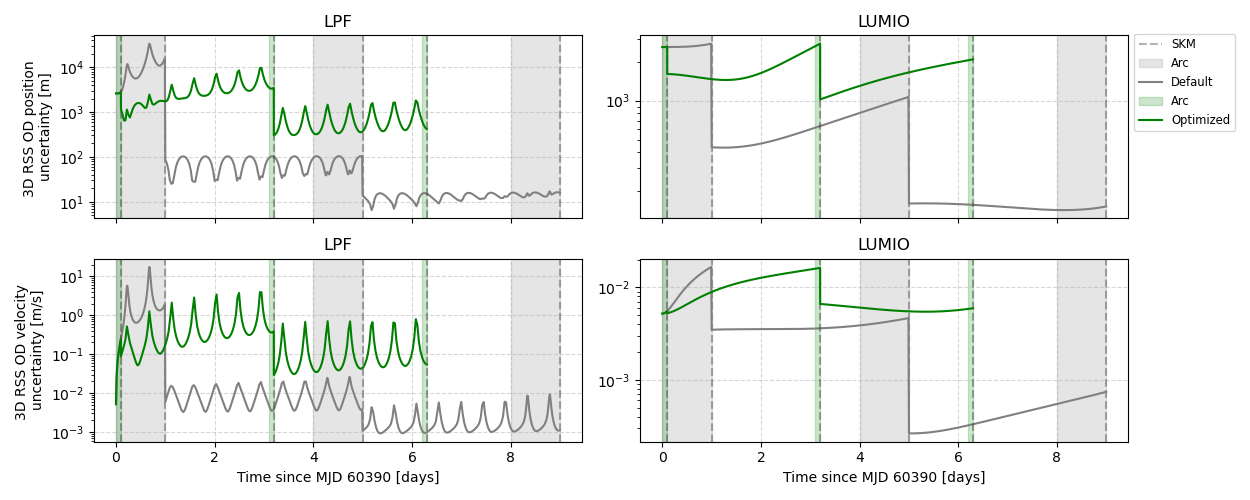 LPF
LUMIO
3D RSS OD position
uncertainty [m]
10^4
10^3
10^2
10^1
10^3
SKM
Arc
Default
Arc
Optimized
LPF
LUMIO
3D RSS OD velocity
uncertainty [m/s]
10^1
10^0
10^−1
10^−2
10^−3
10^−2
10^−3
0 2 4 6 8
0 2 4 6 8
Time since MJD 60390 [days]
Time since MJD 60390 [days]